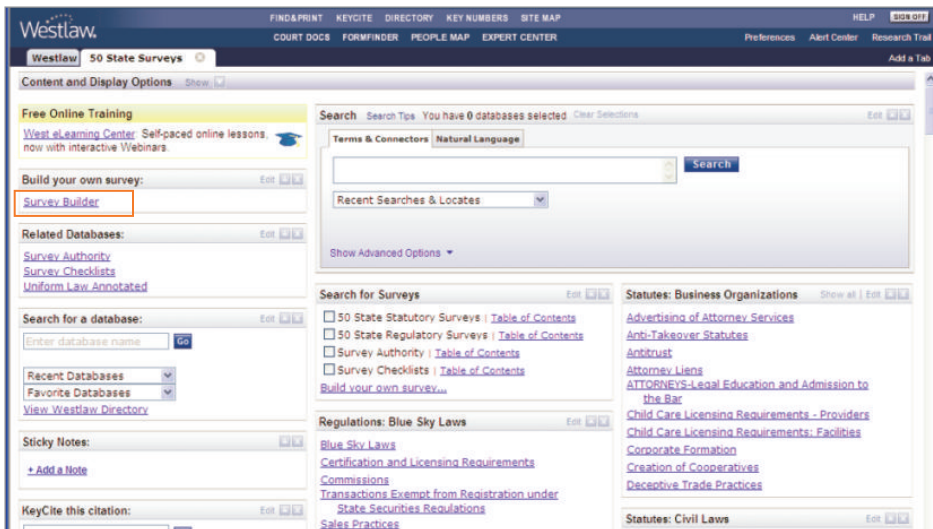 FIND&PRINT KEYCITE DIRECTORY KEY NUMBERS SITE MAP
HELP SIGN OFF
Westlaw.
COURT DOCS FORMFINDER PEOPLE MAP EXPERT CENTER
Preferences Alert Center Research Trail
Westlaw 50 State Surveys
Add a Tab
Content and Display Options Show
Free Online Training
West eLearning Center: Self-paced online lessons,
now with interactive Webinars.
Build your own survey: Edit
Survey Builder
Related Databases: Edit
Survey Authority
Survey Checklists
Uniform Law Annotated
Search for a database: Edit
Enter database name Go
Recent Databases
Favorite Databases
View Westlaw Directory
Sticky Notes:
+ Add a Note
KeyCite this citation: Edit
Search Search Tips You have 0 databases selected Clear Selections Edit
Terms & Connectors Natural Language
Search
Recent Searches & Locates
Show Advanced Options
Search for Surveys Edit
50 State Statutory Surveys | Table of Contents
50 State Regulatory Surveys | Table of Contents
Survey Authority | Table of Contents
Survey Checklists | Table of Contents
Build your own survey...
Regulations: Blue Sky Laws Edit
Blue Sky Laws
Certification and Licensing Requirements
Commissions
Transactions Exempt from Registration under
State Securities Regulations
Sales Practices
Statutes: Business Organizations Show all | Edit
Advertising of Attorney Services
Anti-Takeover Statutes
Antitrust
Attorney Liens
ATTORNEYS-Legal Education and Admission to
the Bar
Child Care Licensing Requirements - Providers
Child Care Licensing Requirements: Facilities
Corporate Formation
Creation of Cooperatives
Deceptive Trade Practices
Statutes: Civil Laws Edit